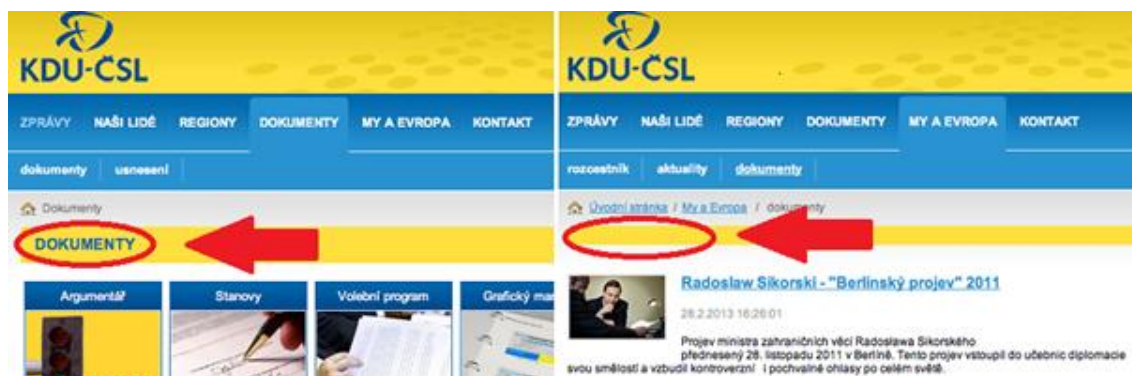 KDU-ČSL
ZPRÁVY NAŠI LIDÉ REGIONY DOKUMENTY MY A EVROPA KONTAKT
dokumenty usnesení
Dokumenty
DOKUMENTY
Argumentář Stanovy Volební program Grafický man
KDU-ČSL
ZPRÁVY NAŠI LIDÉ REGIONY DOKUMENTY MY A EVROPA KONTAKT
rozcestník aktuality dokumenty
Úvodní stránka / My a Evropa / dokumenty
Radoslaw Sikorski - "Berlinský projev" 2011
28.2.2013 16:26:01
Projev ministra zahraničních věcí Radoslawa Sikorského
přednesený 28. listopadu 2011 v Berlíně. Tento projev vstoupil do učebnic diplomacie
svou smělostí a vzbudil kontroverzní i pochvalné ohlasy po celém světě.